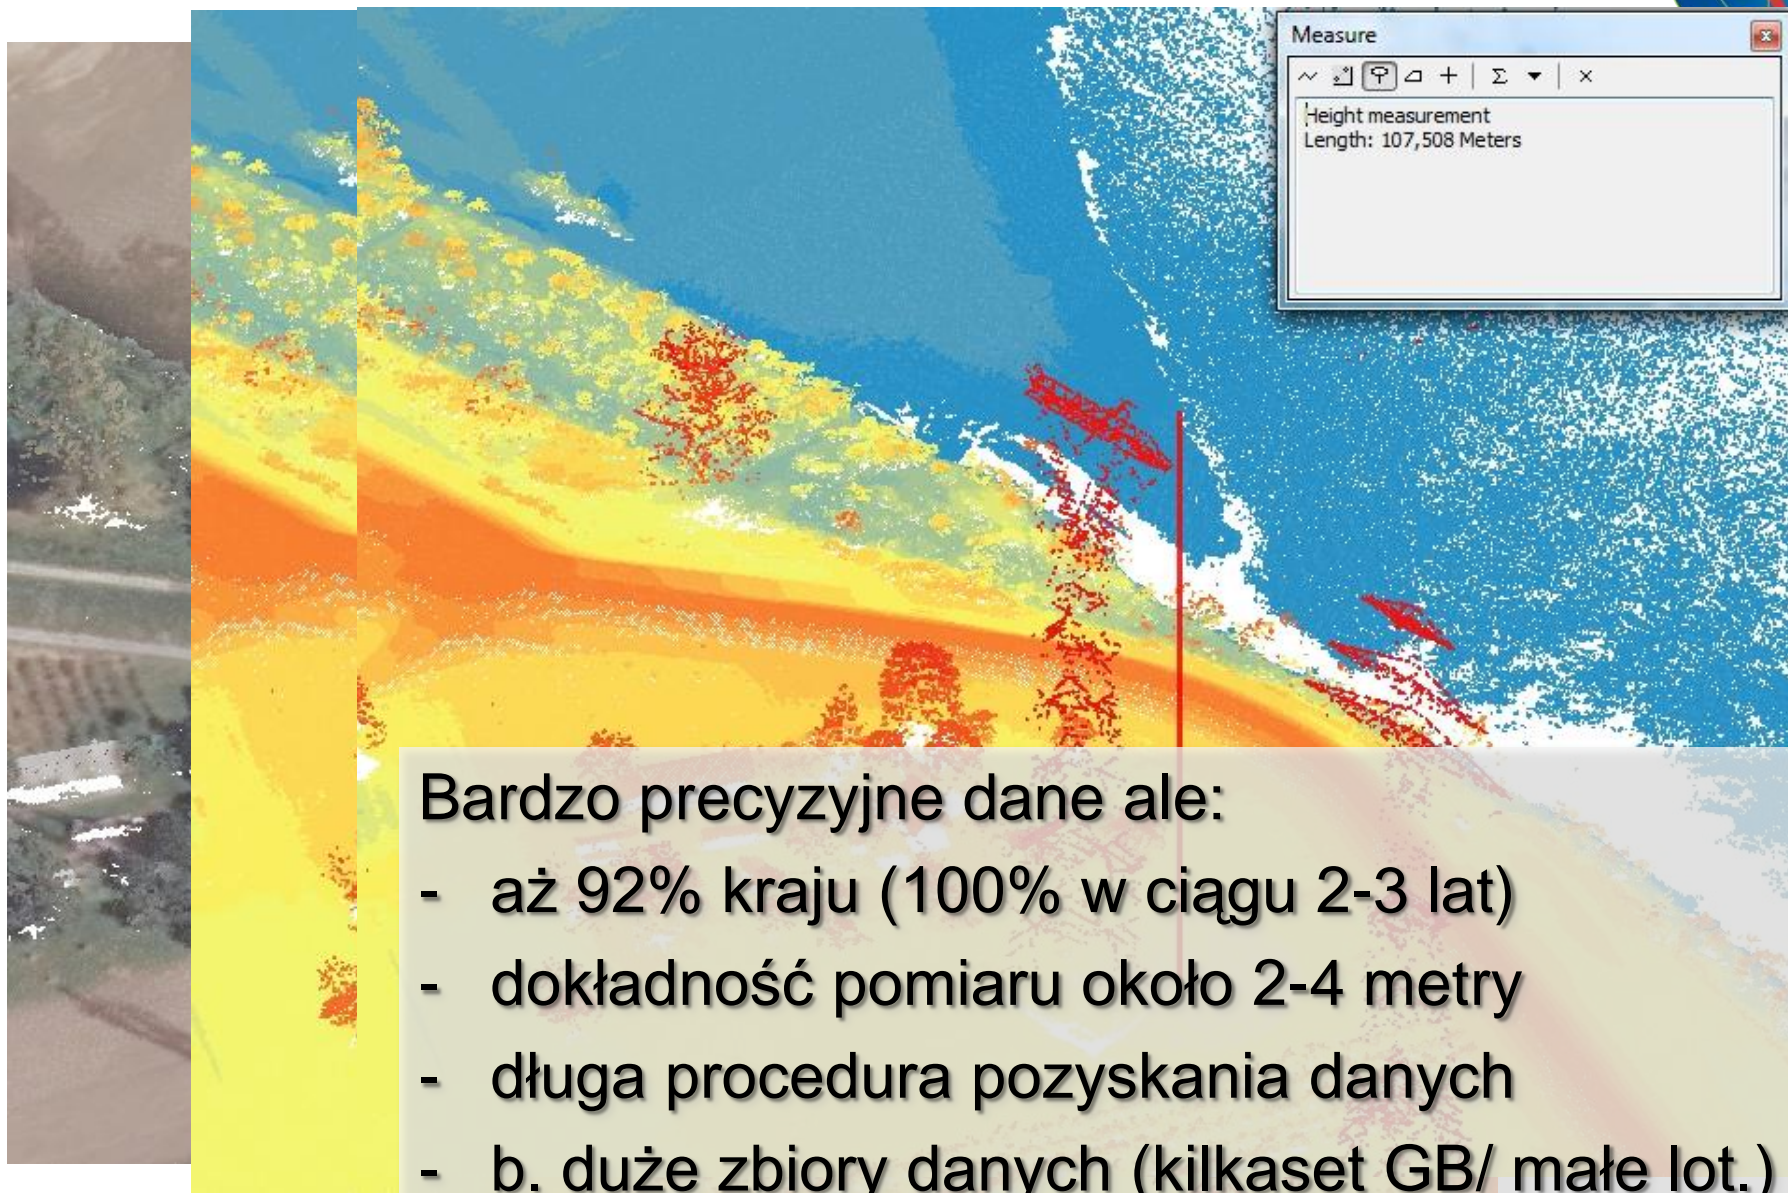 Measure
Height measurement
Length: 107,508 Meters
Bardzo precyzyjne dane ale:
- aż 92% kraju (100% w ciągu 2-3 lat)
- dokładność pomiaru około 2-4 metry
- długa procedura pozyskania danych
- b. duże zbiory danych (kilkaset GB/ małe lot.)